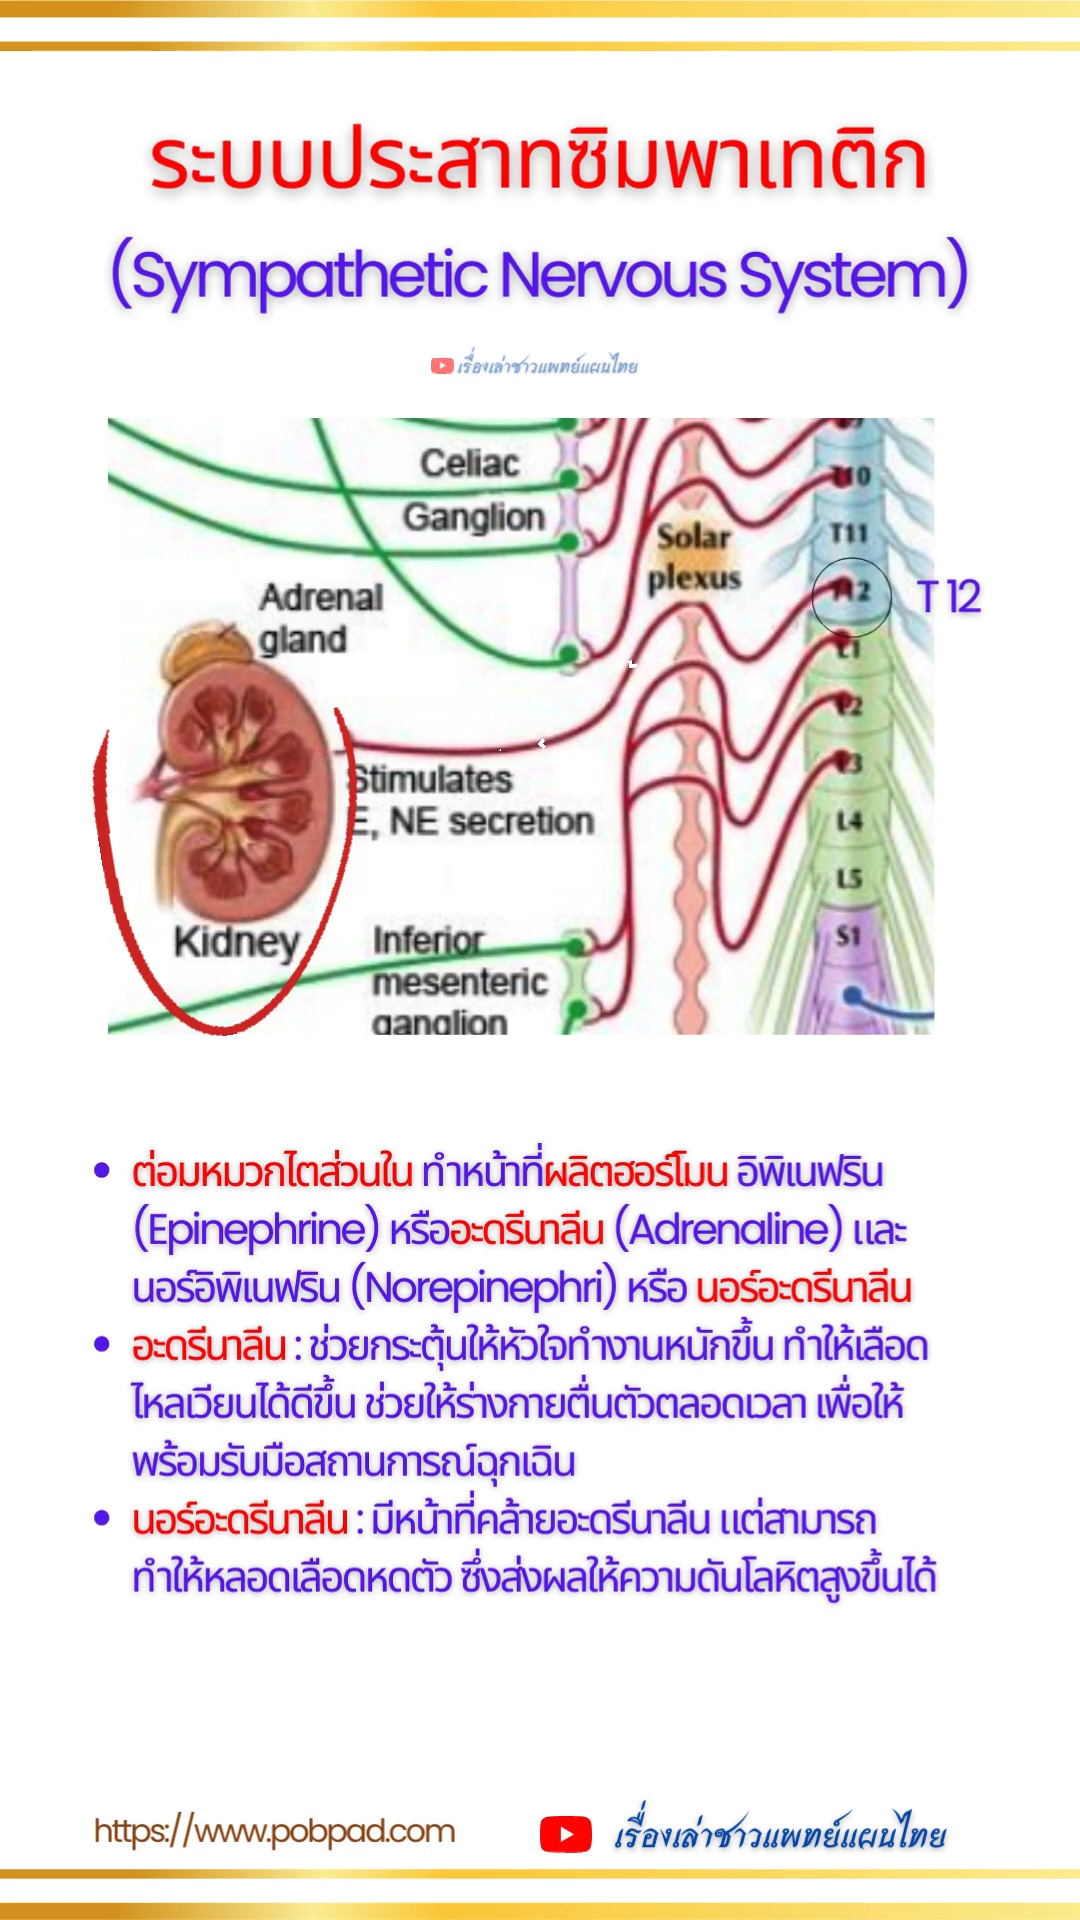 ระบบประสาทซิมพาเทติก
(Sympathetic Nervous System)
เรื่องเล่าชาวแพทย์แผนไทย
Celiac
Ganglion
Adrenal
gland
Solar
plexus
T10
T11
T12
T 12
L1
L2
L3
L4
L5
S1
Stimulates
E, NE secretion
Kidney
Inferior
mesenteric
ganglion
• ต่อมหมวกไตส่วนใน ทำหน้าที่ผลิตฮอร์โมน อิพิเนฟริน
(Epinephrine) หรืออะดรีนาลีน (Adrenaline) และ
นอร์อิพิเนฟริน (Norepinephri) หรือ นอร์อะดรีนาลีน
• อะดรีนาลีน : ช่วยกระตุ้นให้หัวใจทำงานหนักขึ้น ทำให้เลือด
ไหลเวียนได้ดีขึ้น ช่วยให้ร่างกายตื่นตัวตลอดเวลา เพื่อให้
พร้อมรับมือสถานการณ์ฉุกเฉิน
• นอร์อะดรีนาลีน : มีหน้าที่คล้ายอะดรีนาลีน แต่สามารถ
ทำให้หลอดเลือดหดตัว ซึ่งส่งผลให้ความดันโลหิตสูงขึ้นได้
https://www.pobpad.com
เรื่องเล่าชาวแพทย์แผนไทย